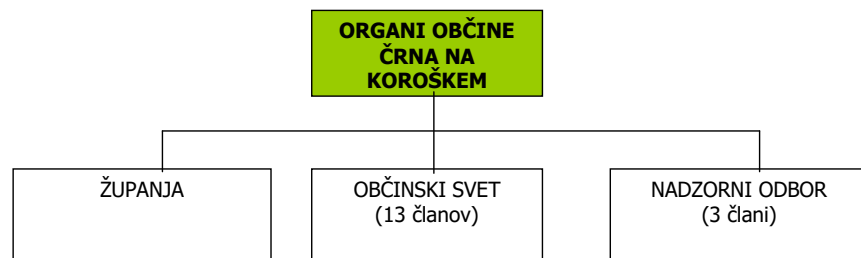 ORGANI OBČINE
ČRNA NA
KOROŠKEM
ŽUPANJA
OBČINSKI SVET
(13 članov)
NADZORNI ODBOR
(3 člani)